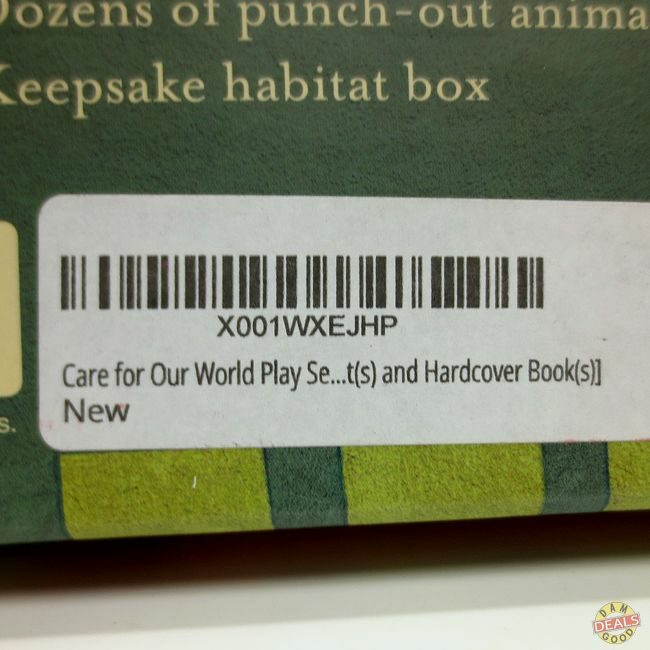 Dozens of punch-out anima
Keepsake habitat box
X001WXEJHP
Care for Our World Play Se...t(s) and Hardcover Book(s)]
New
s.
DAM
DEALS
GOOD